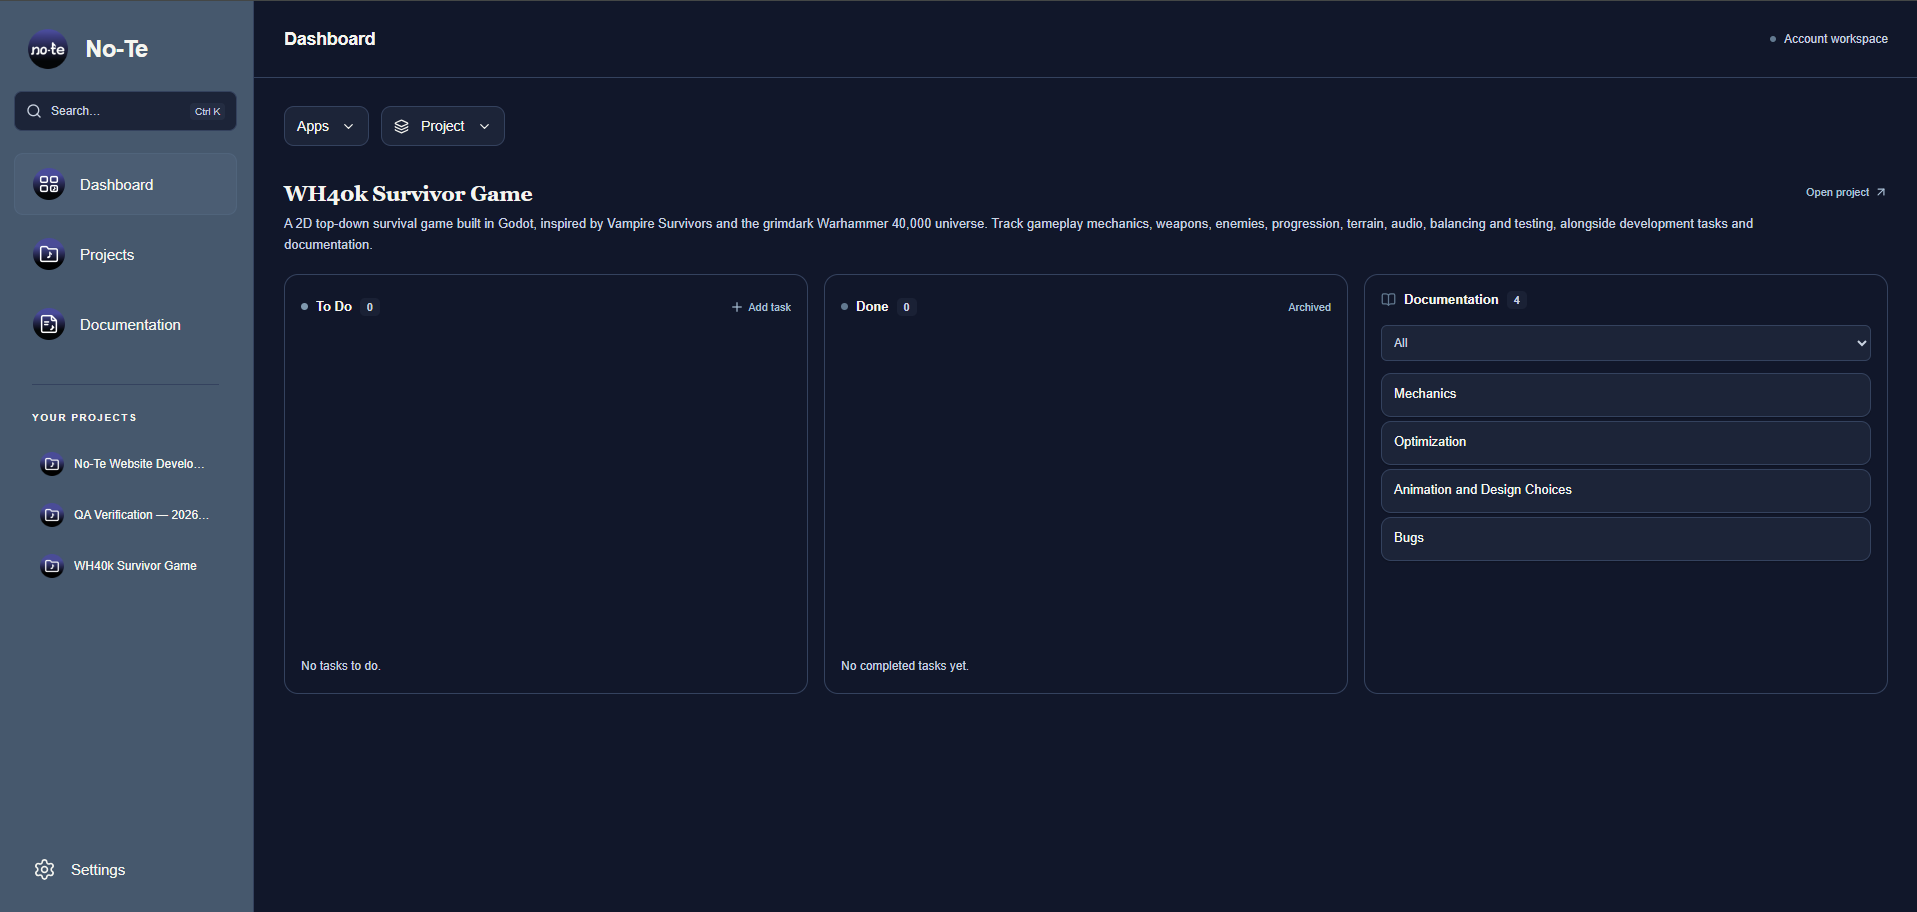 no-te
No-Te
Search...
Ctrl K
Dashboard
Projects
Documentation
YOUR PROJECTS
No-Te Website Develo...
QA Verification — 2026...
WH40k Survivor Game
Settings
Dashboard
Account workspace
Apps
Project
WH40k Survivor Game
Open project
A 2D top-down survival game built in Godot, inspired by Vampire Survivors and the grimdark Warhammer 40,000 universe. Track gameplay mechanics, weapons, enemies, progression, terrain, audio, balancing and testing, alongside development tasks and
documentation.
To Do 0
Add task
No tasks to do.
Done 0
Archived
No completed tasks yet.
Documentation 4
All
Mechanics
Optimization
Animation and Design Choices
Bugs